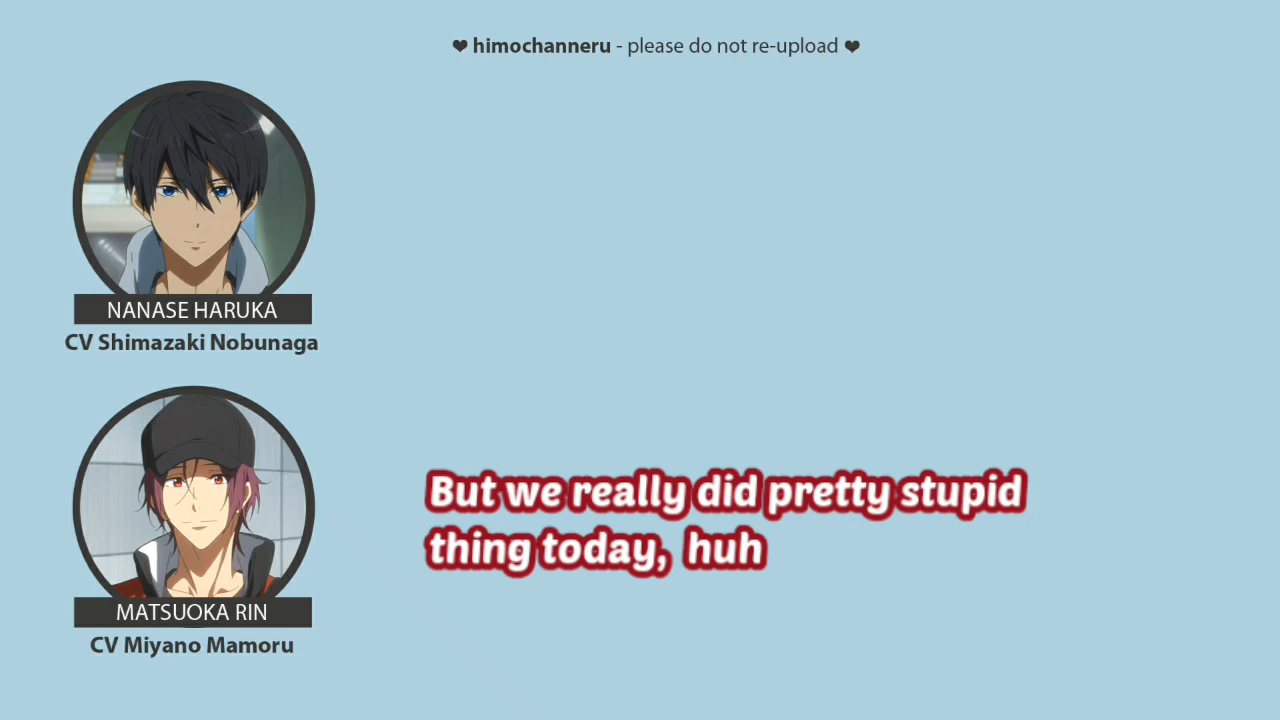 ❤ himochanneru - please do not re-upload ❤
NANASE HARUKA
CV Shimazaki Nobunaga
But we really did pretty stupid
thing today, huh
MATSUOKA RIN
CV Miyano Mamoru